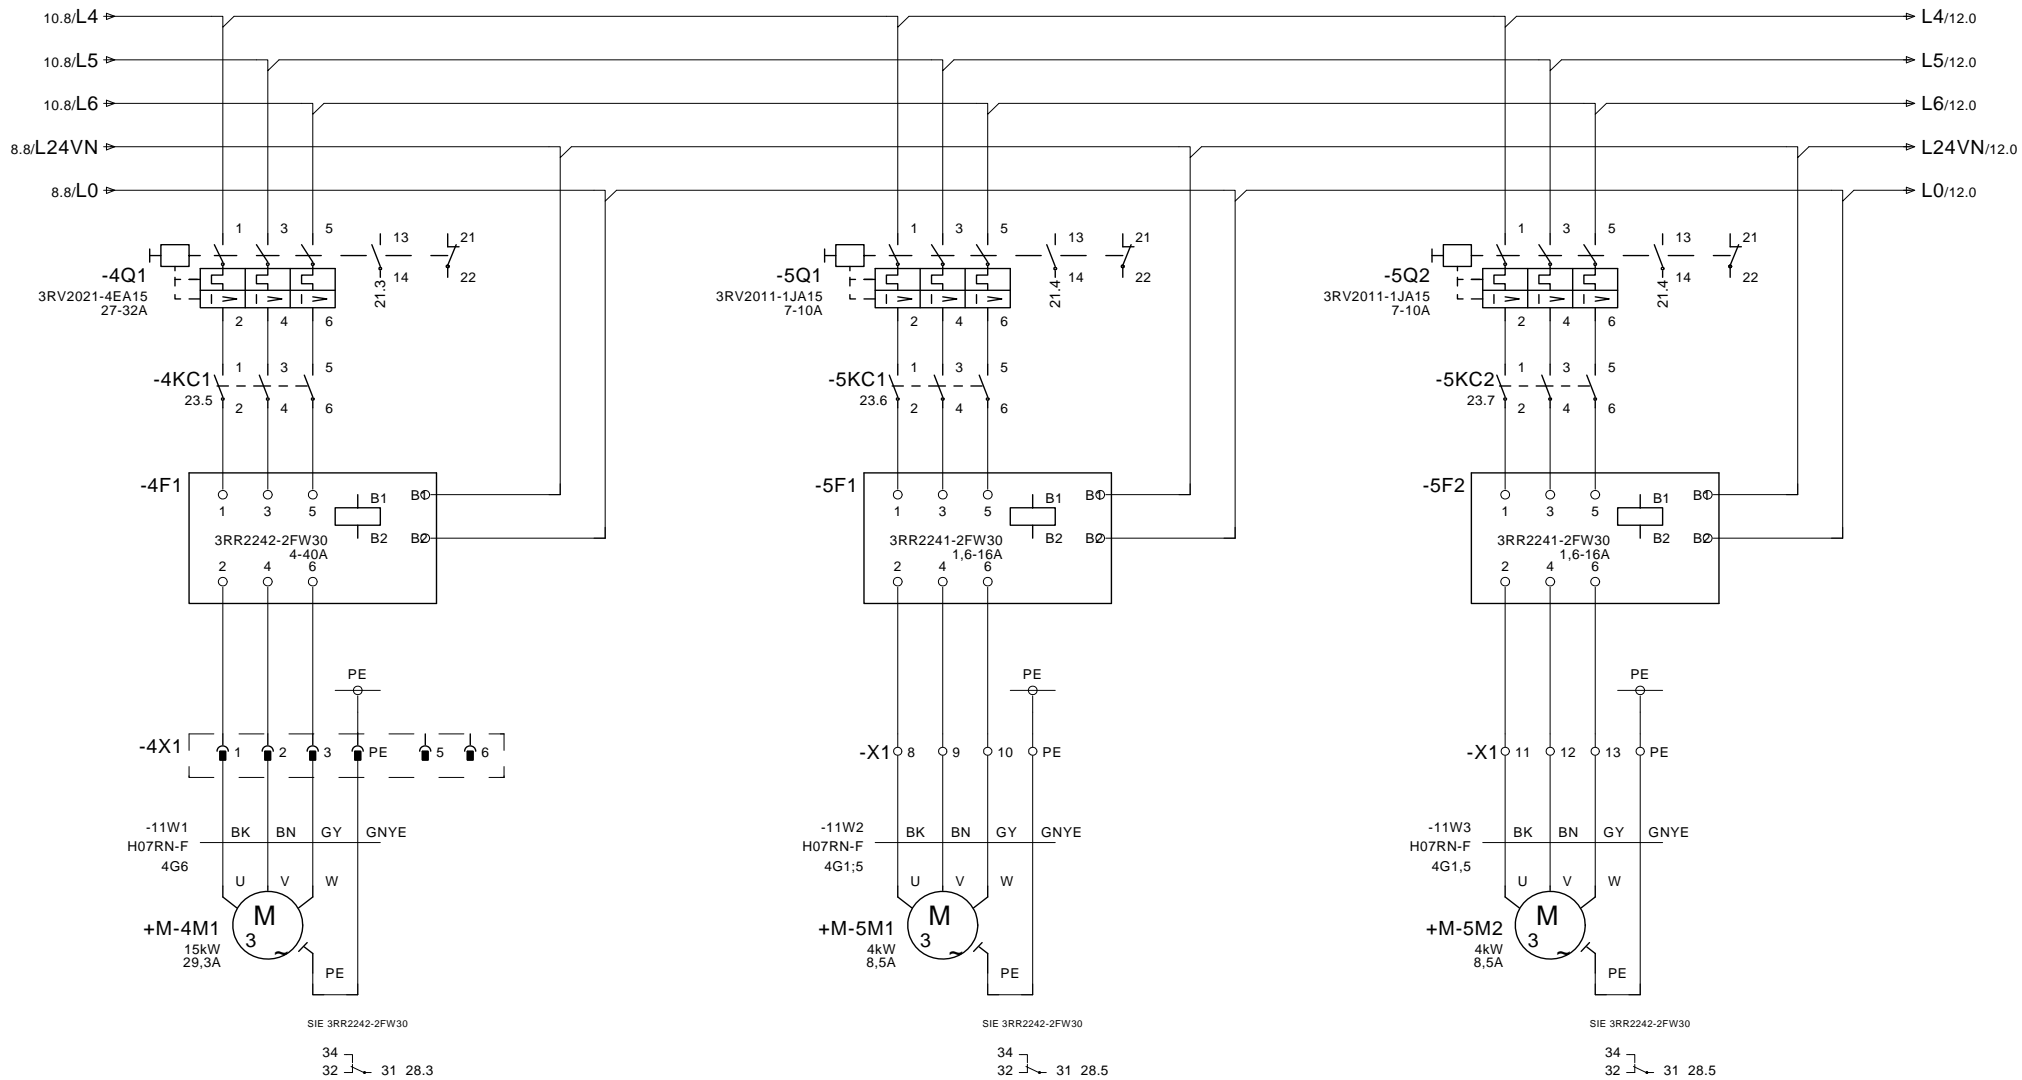 10.8/L4 L4/12.0
10.8/L5 L5/12.0
10.8/L6 L6/12.0
8.8/L24VN L24VN/12.0
8.8/L0 L0/12.0
1 3 5 13 21 1 3 5 13 21 1 3 5 13 21
-4Q1 14 22 -5Q1 14 22 -5Q2 14 22
3RV2021-4EA15 I > I > I > 21.3 3RV2011-1JA15 I > I > I > 21.4 3RV2011-1JA15 I > I > I > 21.4
27-32A 7-10A 7-10A
2 4 6 2 4 6 2 4 6
1 3 5 1 3 5 1 3 5
-4KC1 -5KC1 -5KC2
23.5 2 4 6 23.6 2 4 6 23.7 2 4 6
-4F1 B1 B1 -5F1 B1 B1 -5F2 B1 B1
1 3 5 1 3 5 1 3 5
3RR2242-2FW30 B2 B2 3RR2241-2FW30 B2 B2 3RR2241-2FW30 B2 B2
4-40A 1,6-16A 1,6-16A
2 4 6 2 4 6 2 4 6
PE PE PE
-4X1 1 2 3 PE 5 6 -X1 8 9 10 PE -X1 11 12 13 PE
-11W1 BK BN GY GNYE -11W2 BK BN GY GNYE -11W3 BK BN GY GNYE
H07RN-F H07RN-F H07RN-F
4G6 4G1;5 4G1,5
U V W U V W U V W
M M M
+M-4M1 3 ~ +M-5M1 3 ~ +M-5M2 3 ~
15kW 4kW 4kW
29,3A 8,5A 8,5A
PE PE PE
SIE 3RR2242-2FW30 SIE 3RR2242-2FW30 SIE 3RR2242-2FW30
34 34 34
32 31 28.3 32 31 28.5 32 31 28.5